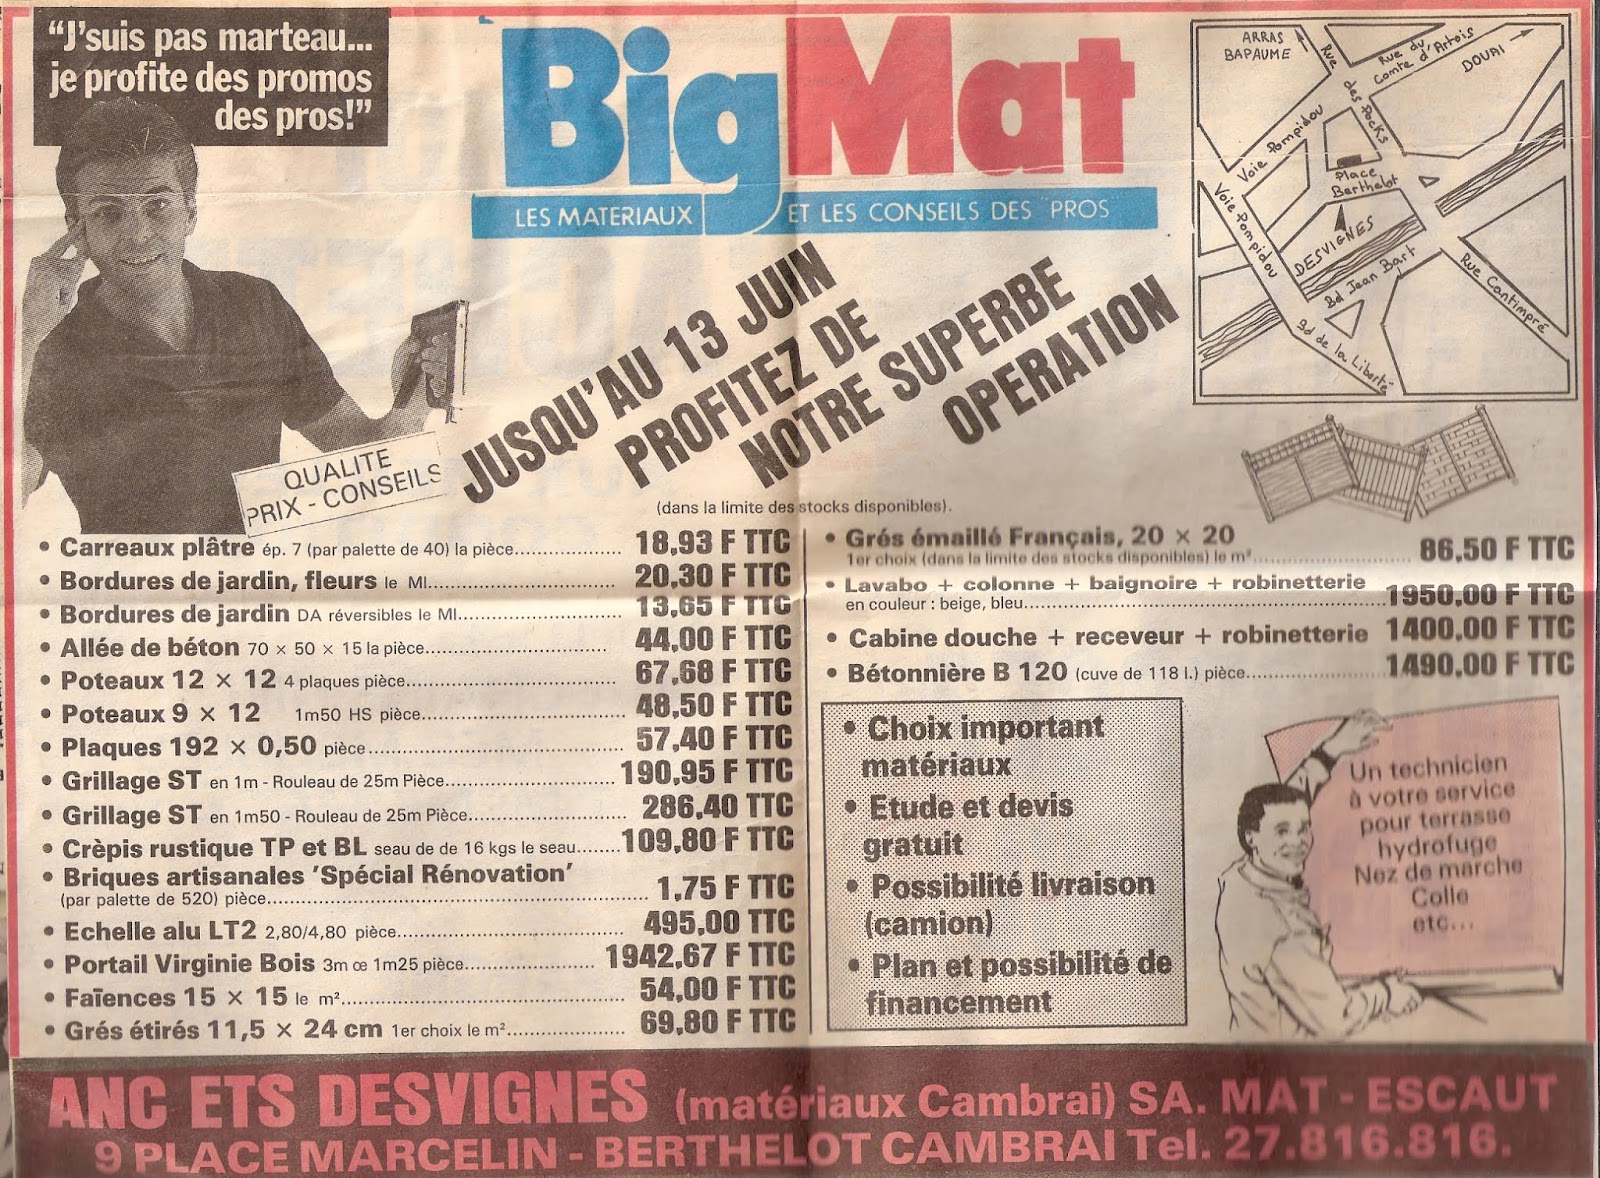 “J'suis pas marteau...
je profite des promos
des pros!”
BigMat
LES MATERIAUX ET LES CONSEILS DES PROS
ARRAS
BAPAUME
Rue des Docks
Rue du
Comte d'Artois
DOUAI
Voie Pompidou
Voie Pompidou
Place
Berthelot
DESVIGNES
Bd Jean Bart
Rue Cantimpré
Bd de la Liberté
QUALITE
PRIX - CONSEILS
JUSQU'AU 13 JUIN
PROFITEZ DE
NOTRE SUPERBE
OPERATION
(dans la limite des stocks disponibles).
• Carreaux plâtre ép. 7 (par palette de 40) la pièce.................... 18,93 F TTC
• Bordures de jardin, fleurs le Ml.................................. 20,30 F TTC
• Bordures de jardin DA réversibles le Ml.............................. 13,65 F TTC
• Allée de béton 70 × 50 × 15 la pièce................................. 44,00 F TTC
• Poteaux 12 × 12 4 plaques pièce...................................... 67,68 F TTC
• Poteaux 9 × 12 1m50 HS pièce..................................... 48,50 F TTC
• Plaques 192 × 0,50 pièce............................................... 57,40 F TTC
• Grillage ST en 1m - Rouleau de 25m Pièce.............................. 190,95 F TTC
• Grillage ST en 1m50 - Rouleau de 25m Pièce........................... 286,40 TTC
• Crèpis rustique TP et BL seau de de 16 kgs le seau....... 109,80 F TTC
• Briques artisanales 'Spécial Rénovation'
(par palette de 520) pièce................................................................. 1,75 F TTC
• Echelle alu LT2 2,80/4,80 pièce........................................ 495,00 TTC
• Portail Virginie Bois 3m œ 1m25 pièce...................... 1942,67 F TTC
• Faïences 15 × 15 le m²................................................. 54,00 F TTC
• Grés étirés 11,5 × 24 cm 1er choix le m²..................... 69,80 F TTC
• Grés émaillé Français, 20 × 20
1er choix (dans la limite des stocks disponibles) le m²......................... 86,50 F TTC
• Lavabo + colonne + baignoire + robinetterie
en couleur : beige, bleu............................................................ 1950,00 F TTC
• Cabine douche + receveur + robinetterie 1400,00 F TTC
• Bétonnière B 120 (cuve de 118 l.) pièce....................... 1490,00 F TTC
• Choix important
matériaux
• Etude et devis
gratuit
• Possibilité livraison
(camion)
• Plan et possibilité de
financement
Un technicien
à votre service
pour terrasse
hydrofuge
Nez de marche
Colle
etc...
ANC ETS DESVIGNES (matériaux Cambrai) SA. MAT - ESCAUT
9 PLACE MARCELIN - BERTHELOT CAMBRAI Tel. 27.816.816.